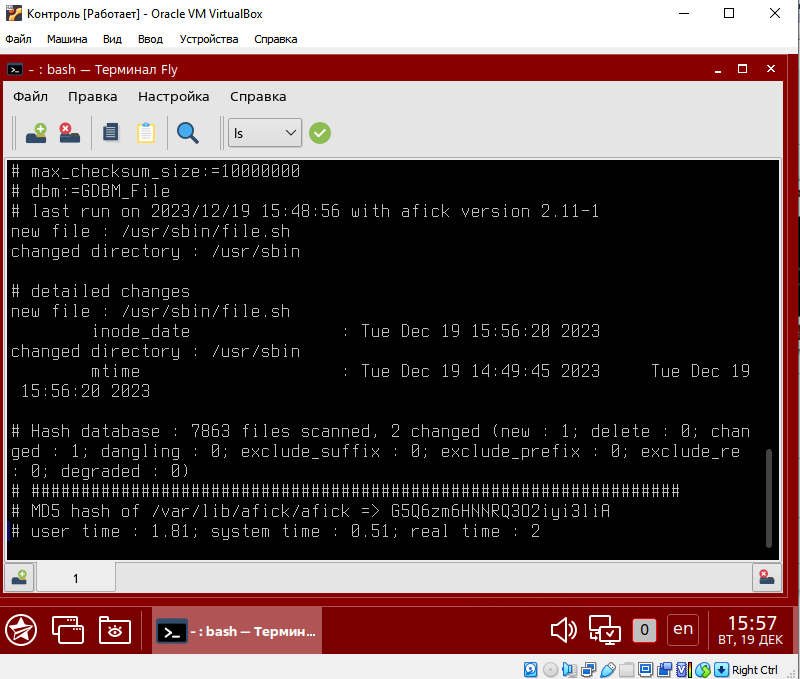 Контроль [Работает] - Oracle VM VirtualBox
Файл Машина Вид Ввод Устройства Справка
- : bash — Терминал Fly
Файл Правка Настройка Справка
ls
# max_checksum_size:=10000000
# dbm:=GDBM_File
# last run on 2023/12/19 15:48:56 with afick version 2.11-1
new file : /usr/sbin/file.sh
changed directory : /usr/sbin
# detailed changes
new file : /usr/sbin/file.sh
inode_date : Tue Dec 19 15:56:20 2023
changed directory : /usr/sbin
mtime : Tue Dec 19 14:49:45 2023 Tue Dec 19
15:56:20 2023
# Hash database : 7863 files scanned, 2 changed (new : 1; delete : 0; chan
ged : 1; dangling : 0; exclude_suffix : 0; exclude_prefix : 0; exclude_re
: 0; degraded : 0)
# #################################################################
# MD5 hash of /var/lib/afick/afick => G5Q6zm6HNNRQ3O2iyi3liA
# user time : 1.81; system time : 0.51; real time : 2
1
- : bash — Термин...
0
en
15:57
ВТ, 19 ДЕК
Right Ctrl